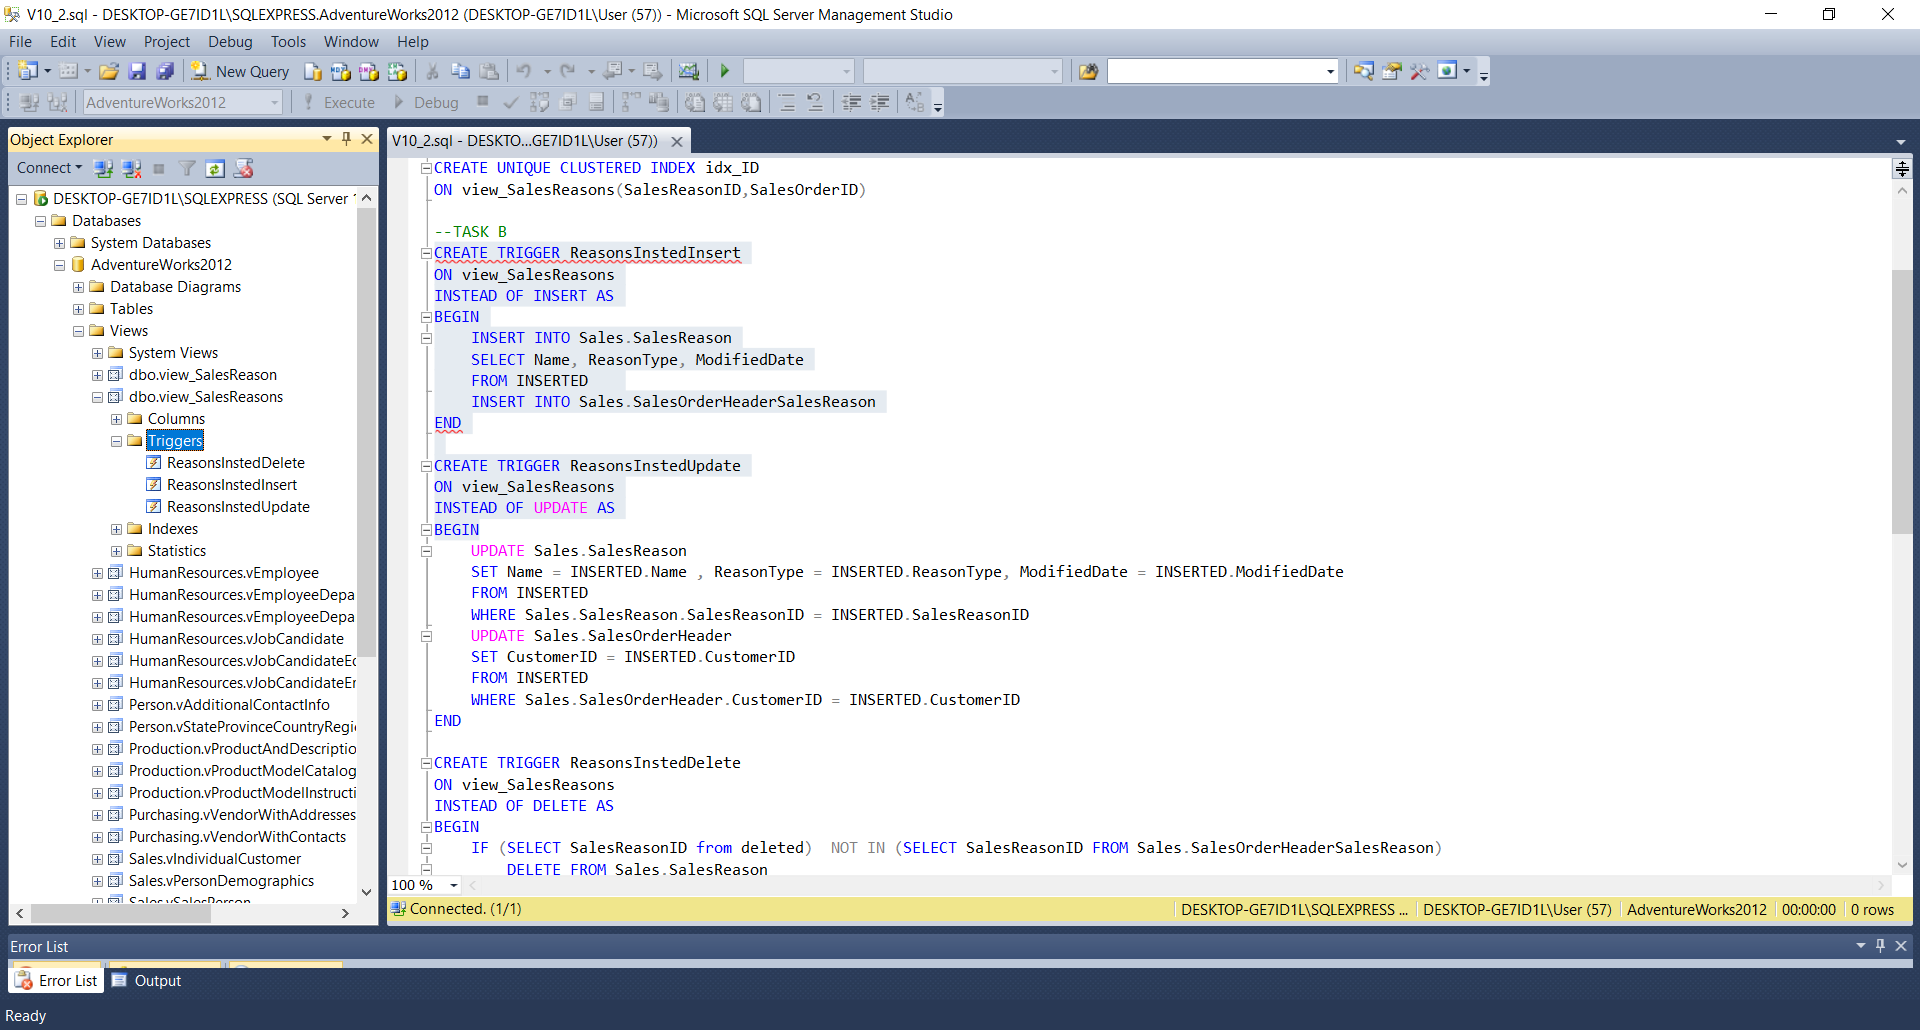 V10_2.sql - DESKTOP-GE7ID1L\SQLEXPRESS.AdventureWorks2012 (DESKTOP-GE7ID1L\User (57)) - Microsoft SQL Server Management Studio
File Edit View Project Debug Tools Window Help
New Query
AdventureWorks2012 Execute Debug
Object Explorer
Connect
DESKTOP-GE7ID1L\SQLEXPRESS (SQL Server
Databases
System Databases
AdventureWorks2012
Database Diagrams
Tables
Views
System Views
dbo.view_SalesReason
dbo.view_SalesReasons
Columns
Triggers
ReasonsInstedDelete
ReasonsInstedInsert
ReasonsInstedUpdate
Indexes
Statistics
HumanResources.vEmployee
HumanResources.vEmployeeDepa
HumanResources.vEmployeeDepa
HumanResources.vJobCandidate
HumanResources.vJobCandidateEc
HumanResources.vJobCandidateEr
Person.vAdditionalContactInfo
Person.vStateProvinceCountryRegi
Production.vProductAndDescriptio
Production.vProductModelCatalog
Production.vProductModelInstructi
Purchasing.vVendorWithAddresses
Purchasing.vVendorWithContacts
Sales.vIndividualCustomer
Sales.vPersonDemographics
Sales.vSalesPerson
V10_2.sql - DESKTO...GE7ID1L\User (57))
CREATE UNIQUE CLUSTERED INDEX idx_ID
ON view_SalesReasons(SalesReasonID,SalesOrderID)
--TASK B
CREATE TRIGGER ReasonsInstedInsert
ON view_SalesReasons
INSTEAD OF INSERT AS
BEGIN
INSERT INTO Sales.SalesReason
SELECT Name, ReasonType, ModifiedDate
FROM INSERTED
INSERT INTO Sales.SalesOrderHeaderSalesReason
END
CREATE TRIGGER ReasonsInstedUpdate
ON view_SalesReasons
INSTEAD OF UPDATE AS
BEGIN
UPDATE Sales.SalesReason
SET Name = INSERTED.Name , ReasonType = INSERTED.ReasonType, ModifiedDate = INSERTED.ModifiedDate
FROM INSERTED
WHERE Sales.SalesReason.SalesReasonID = INSERTED.SalesReasonID
UPDATE Sales.SalesOrderHeader
SET CustomerID = INSERTED.CustomerID
FROM INSERTED
WHERE Sales.SalesOrderHeader.CustomerID = INSERTED.CustomerID
END
CREATE TRIGGER ReasonsInstedDelete
ON view_SalesReasons
INSTEAD OF DELETE AS
BEGIN
IF (SELECT SalesReasonID from deleted) NOT IN (SELECT SalesReasonID FROM Sales.SalesOrderHeaderSalesReason)
DELETE FROM Sales.SalesReason
100 %
Connected. (1/1) DESKTOP-GE7ID1L\SQLEXPRESS ... DESKTOP-GE7ID1L\User (57) AdventureWorks2012 00:00:00 0 rows
Error List
Error List Output
Ready